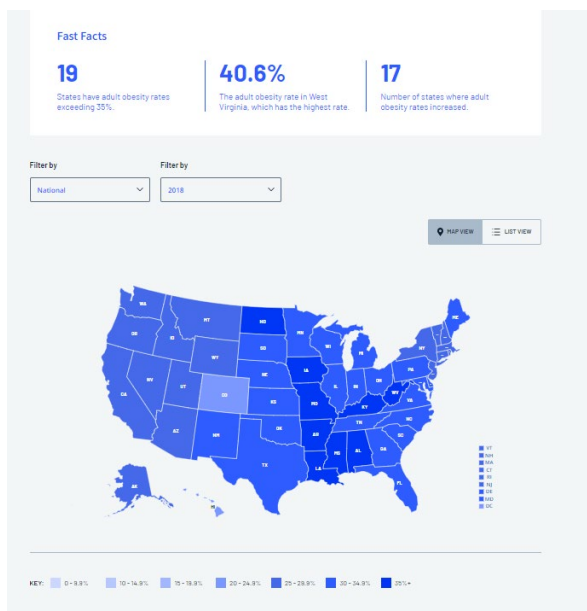 Fast Facts
19
40.6%
17
States have adult obesity rates
exceeding 35%.
The adult obesity rate in West
Virginia, which has the highest rate.
Number of states where adult
obesity rates increased.
Filter by
Filter by
National
2018
MAP VIEW
LIST VIEW
WA
MT
ND
MN
ME
OR
ID
SD
WI
MI
NY
WY
IA
PA
NE
NV
UT
CO
IL
IN
OH
WV
VA
CA
KS
MO
KY
AZ
NM
OK
AR
TN
NC
SC
MS
AL
GA
TX
LA
FL
AK
HI
VT
NH
MA
CT
RI
NJ
DE
MD
DC
KEY:
0 - 9.9%
10 - 14.9%
15 - 19.9%
20 - 24.9%
25 - 29.9%
30 - 34.9%
35%+